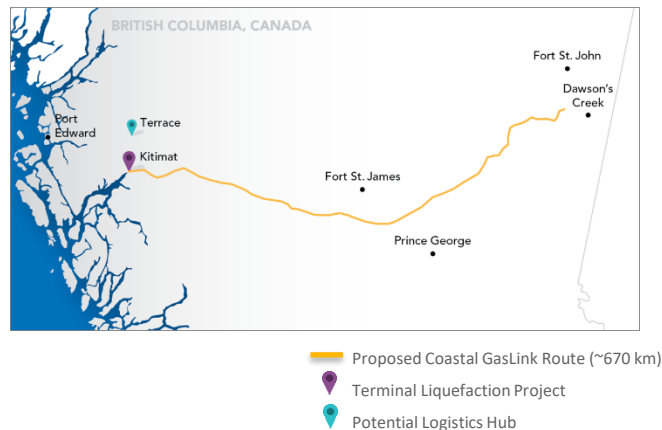 BRITISH COLUMBIA, CANADA
Fort St. John
Dawson's
Creek
Port
Edward
Terrace
Kitimat
Fort St. James
Prince George
Proposed Coastal GasLink Route (~670 km)
Terminal Liquefaction Project
Potential Logistics Hub